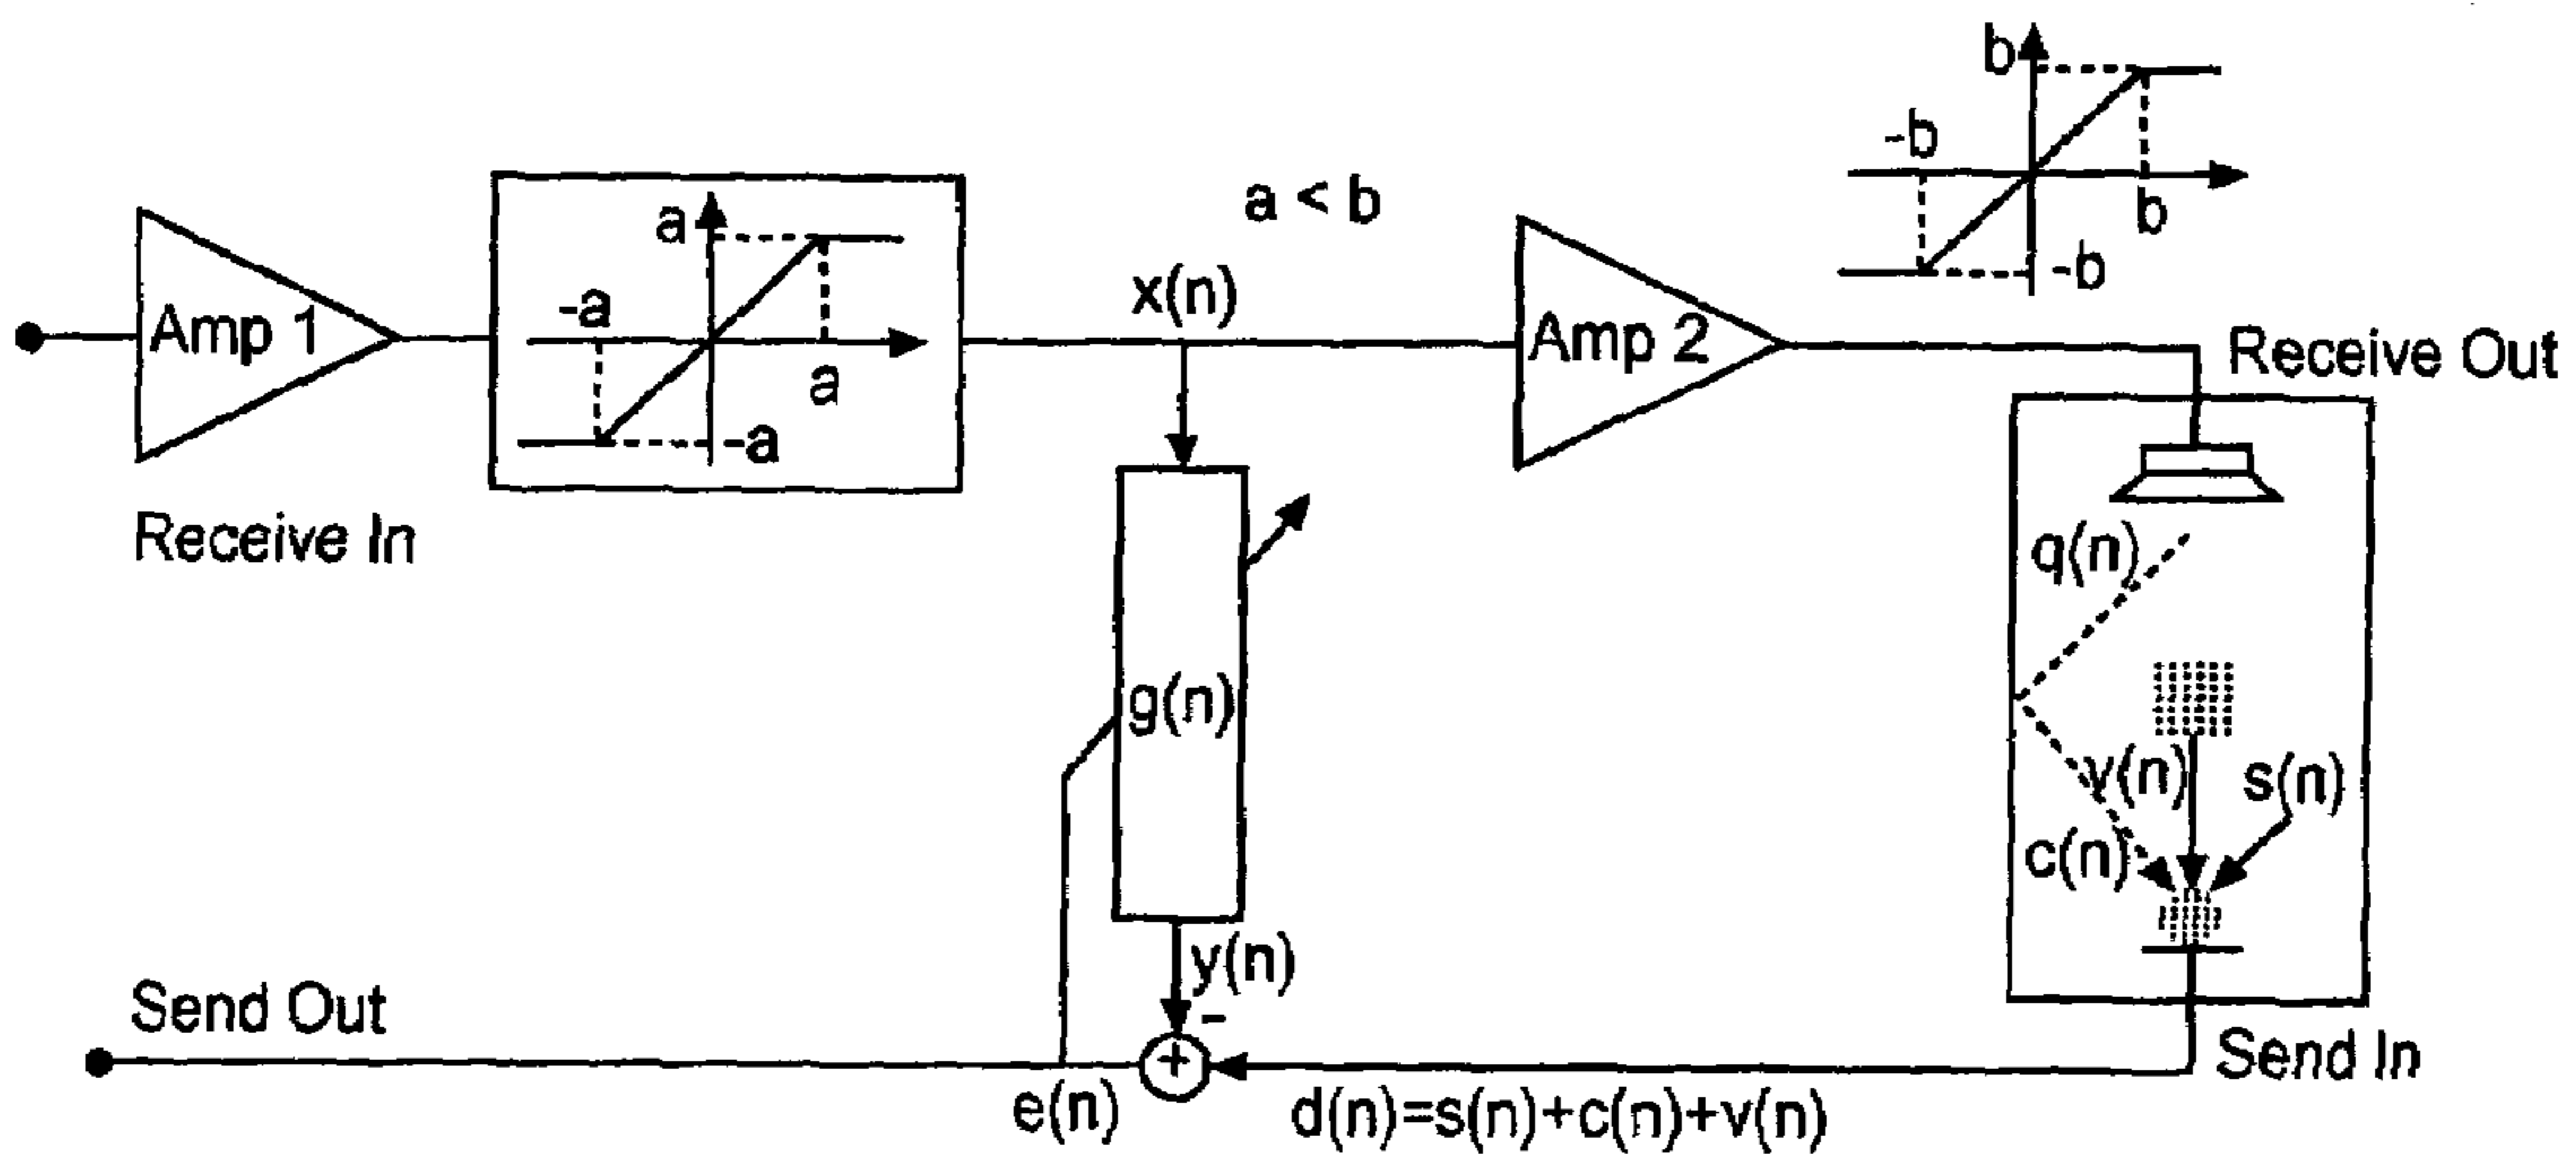 b
-b
b
-b
a < b
a
-a
a
-a
Amp 1
x(n)
Amp 2
Receive Out
Receive In
q(n)
g(n)
v(n)
s(n)
c(n)
y(n)
-
Send Out
+
Send In
e(n)
d(n)=s(n)+c(n)+v(n)